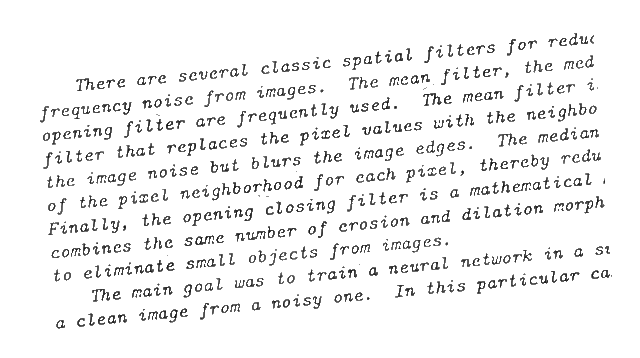 There are several classic spatial filters for reduc
frequency noise from images. The mean filter, the med
opening filter are frequently used. The mean filter i
filter that replaces the pixel values with the neighbo
the image noise but blurs the image edges. The median
of the pixel neighborhood for each pixel, thereby redu
Finally, the opening closing filter is a mathematical
combines the same number of erosion and dilation morph
to eliminate small objects from images.
The main goal was to train a neural network in a
a clean image from a noisy one. In this particular ca